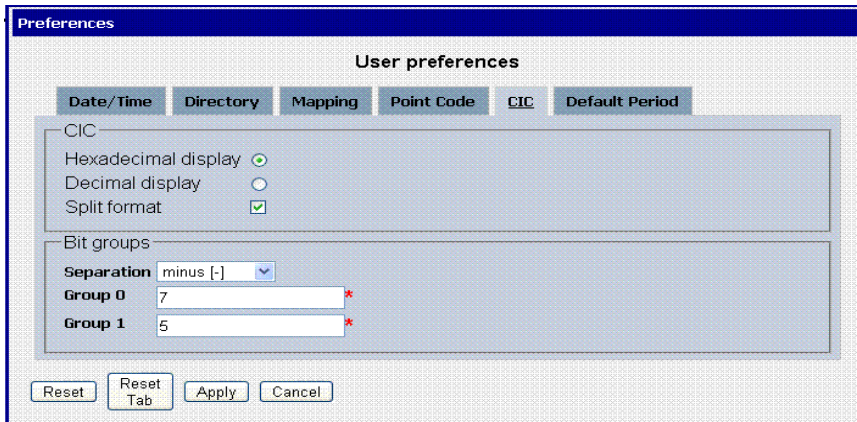 Preferences
User preferences
Date/Time Directory Mapping Point Code CIC Default Period
CIC
Hexadecimal display
Decimal display
Split format
Bit groups
Separation minus [-]
Group 0 7 *
Group 1 5 *
Reset Reset Tab Apply Cancel